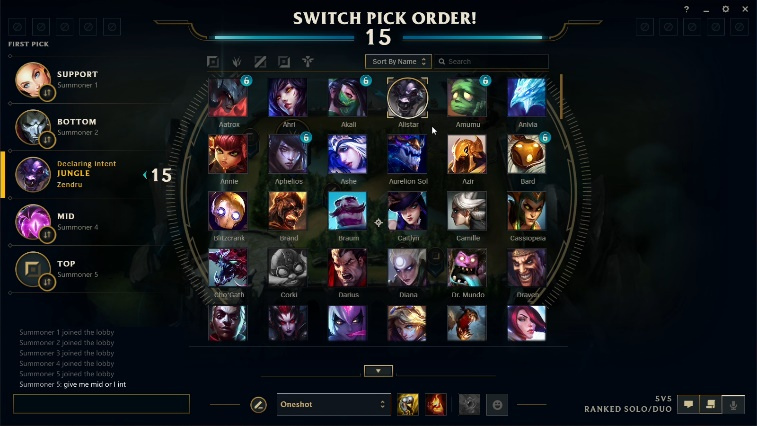 SWITCH PICK ORDER!
15
FIRST PICK
Sort By Name
Search
SUPPORT
Summoner 1
BOTTOM
Summoner 2
Declaring Intent
JUNGLE
Zendru
15
MID
Summoner 4
TOP
Summoner 5
Aatrox
Ahri
Akali
Alistar
Amumu
Anivia
Annie
Aphelios
Ashe
Aurelion Sol
Azir
Bard
Blitzcrank
Brand
Braum
Caitlyn
Camille
Cassiopeia
Cho'Gath
Corki
Darius
Diana
Dr. Mundo
Draven
Summoner 1 joined the lobby
Summoner 2 joined the lobby
Summoner 3 joined the lobby
Summoner 4 joined the lobby
Summoner 5 joined the lobby
Summoner 5: give me mid or I int
Oneshot
5V5
RANKED SOLO/DUO